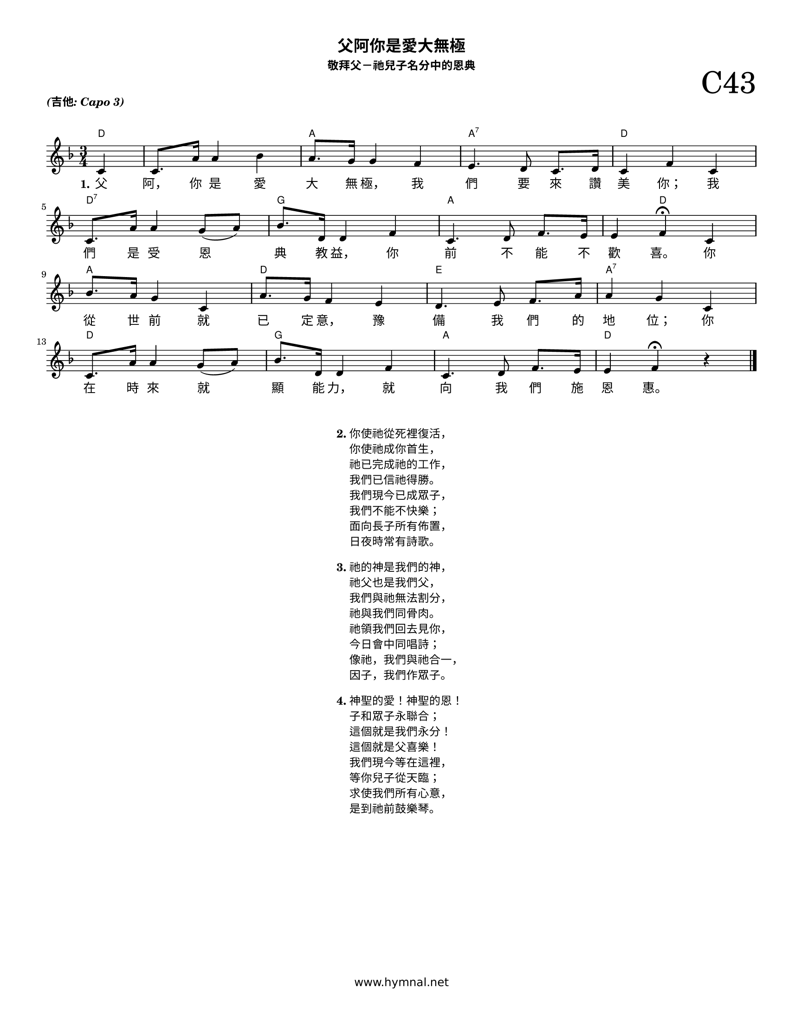 父阿你是愛大無極
敬拜父－祂兒子名分中的恩典
C43
(吉他: Capo 3)
D A A7 D
1. 父 阿， 你 是 愛 大 無極， 我 們 要 來 讚 美 你； 我
5 D7 G A D
們 是 受 恩 典 教益， 你 前 不 能 不 歡 喜。 你
9 A D E A7
從 世 前 就 已 定意， 豫 備 我 們 的 地 位； 你
13 D G A D
在 時 來 就 顯 能力， 就 向 我 們 施 恩 惠。
2. 你使祂從死裡復活，
你使祂成你首生，
祂已完成祂的工作，
我們已信祂得勝。
我們現今已成眾子，
我們不能不快樂；
面向長子所有佈置，
日夜時常有詩歌。
3. 祂的神是我們的神，
祂父也是我們父，
我們與祂無法割分，
祂與我們同骨肉。
祂領我們回去見你，
今日會中同唱詩；
像祂，我們與祂合一，
因子，我們作眾子。
4. 神聖的愛！神聖的恩！
子和眾子永聯合；
這個就是我們永分！
這個就是父喜樂！
我們現今等在這裡，
等你兒子從天臨；
求使我們所有心意，
是到祂前鼓樂琴。
www.hymnal.net